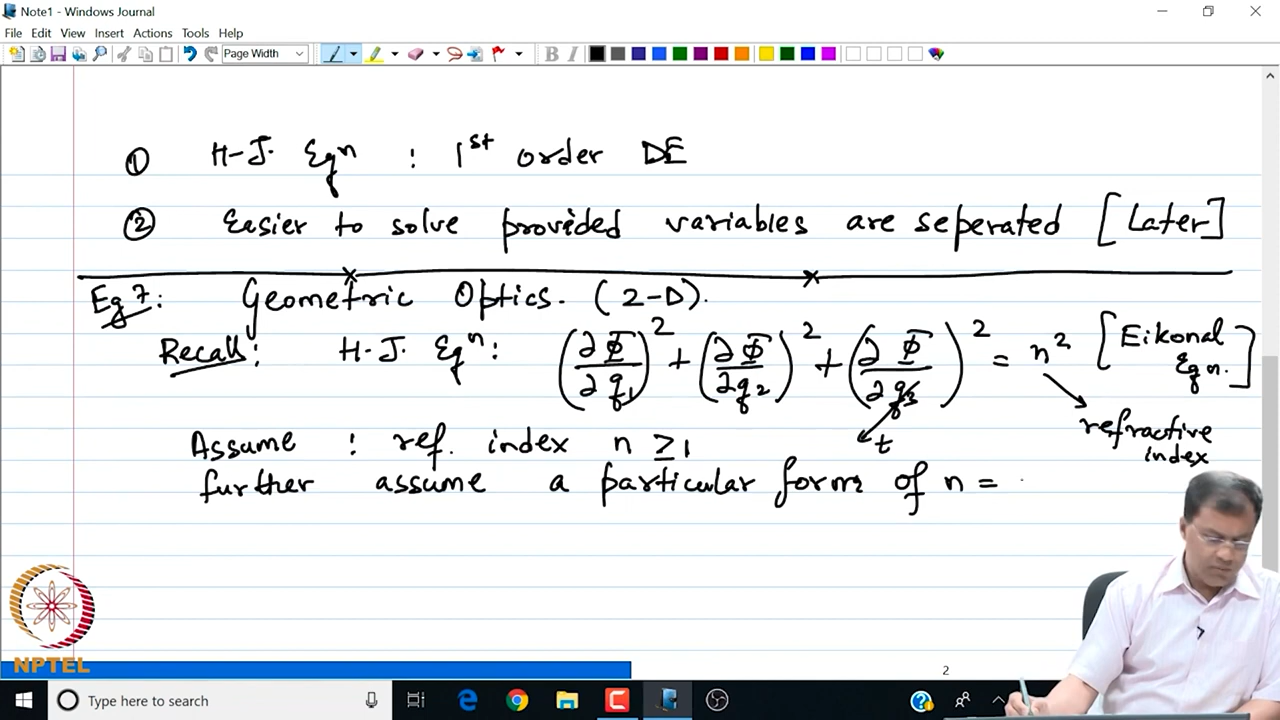 Note1 - Windows Journal
File Edit View Insert Actions Tools Help
Page Width B I
① H-J. Eqⁿ : 1st order DE
② Easier to solve provided variables are seperated [Later]
Eg 7: Geometric Optics. (2-D).
Recall: H-J. Eqⁿ: (∂Φ/∂q₁)² + (∂Φ/∂q₂)² + (∂Φ/∂q₃)² = n² [Eikonal Eqn.]
t
refractive index
Assume : ref. index n ≥ 1
further assume a particular form of n =
NPTEL
2
Type here to search